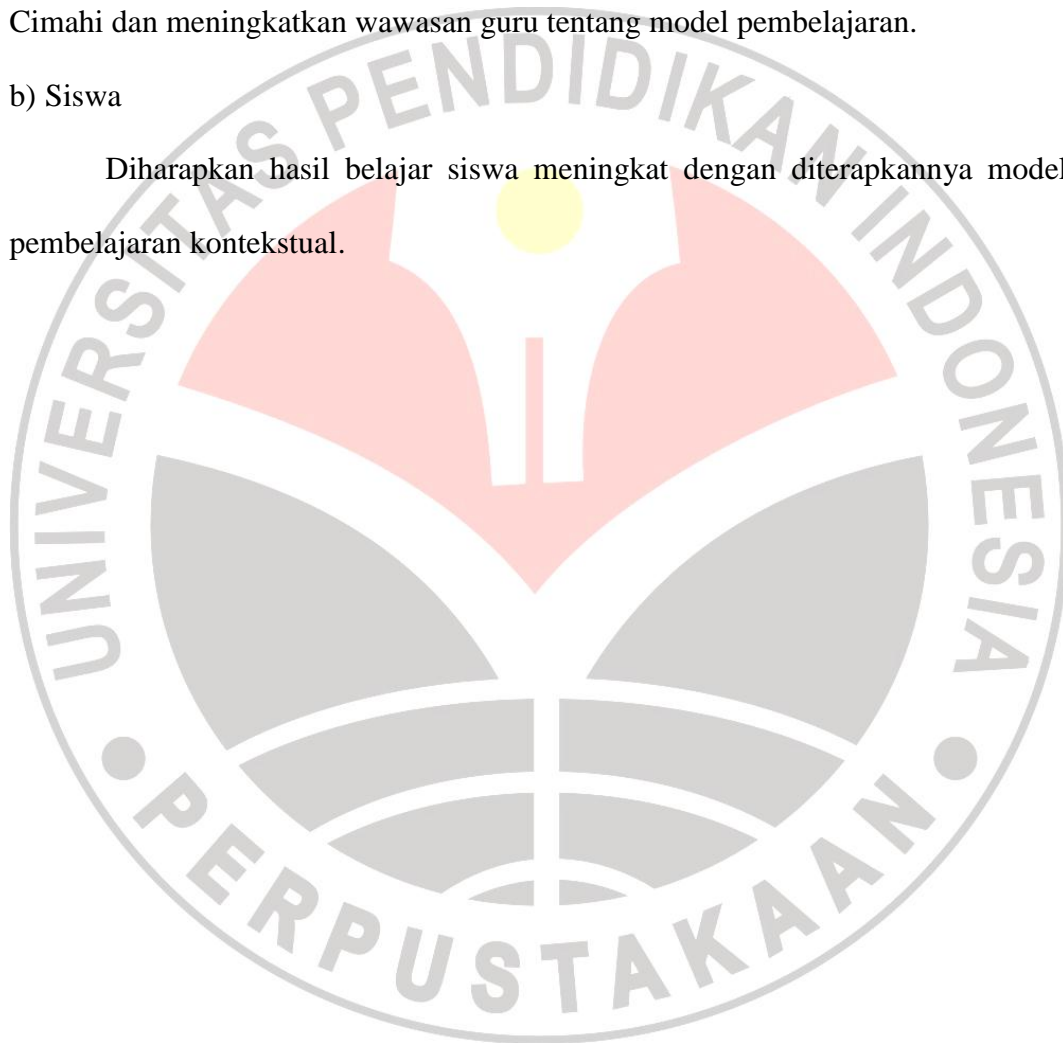 Cimahi dan meningkatkan wawasan guru tentang model pembelajaran.
b) Siswa
Diharapkan hasil belajar siswa meningkat dengan diterapkannya model
pembelajaran kontekstual.
UNIVERSITAS PENDIDIKAN INDONESIA
PERPUSTAKAAN